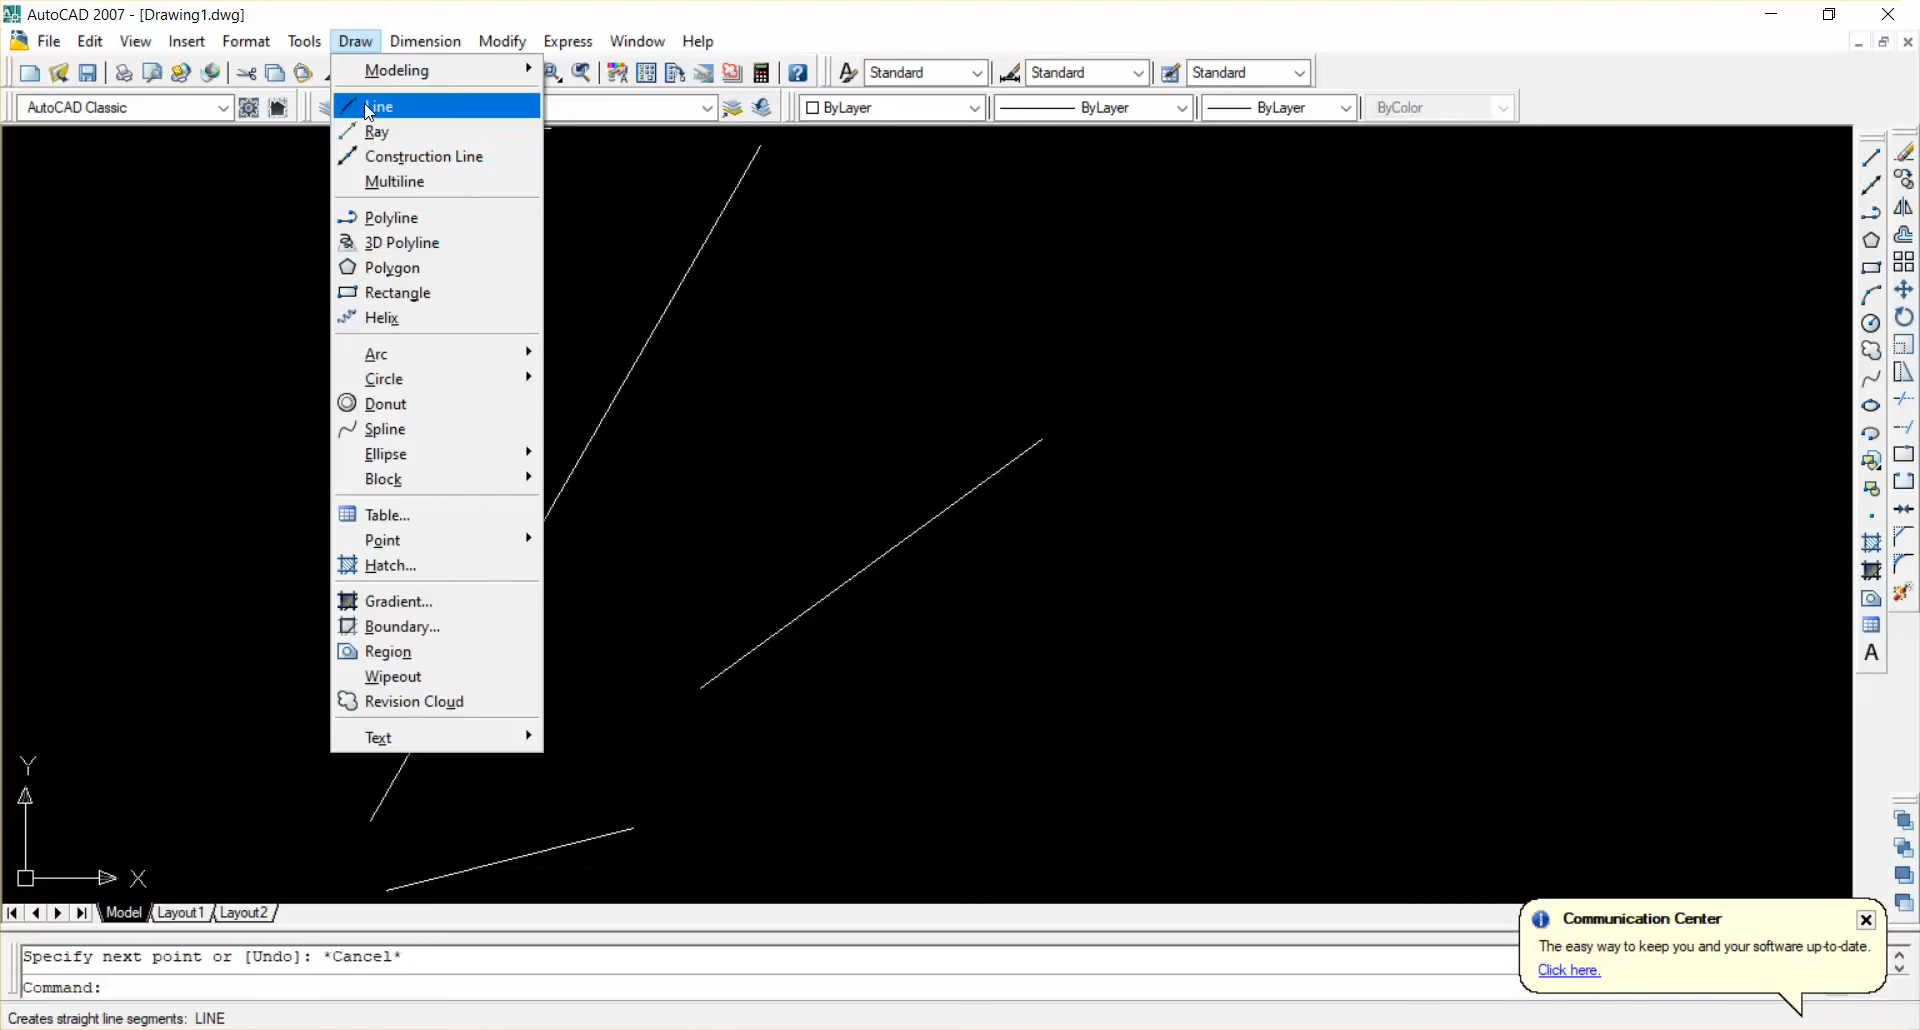 AutoCAD 2007 - [Drawing1.dwg]
File Edit View Insert Format Tools Draw Dimension Modify Express Window Help
Standard Standard Standard
AutoCAD Classic ByLayer ByLayer ByLayer ByColor
Modeling
Line
Ray
Construction Line
Multiline
Polyline
3D Polyline
Polygon
Rectangle
Helix
Arc
Circle
Donut
Spline
Ellipse
Block
Table...
Point
Hatch...
Gradient...
Boundary...
Region
Wipeout
Revision Cloud
Text
A
Y
X
Model Layout1 Layout2
Communication Center
The easy way to keep you and your software up-to-date.
Click here.
Specify next point or [Undo]: *Cancel*
Command:
Creates straight line segments: LINE